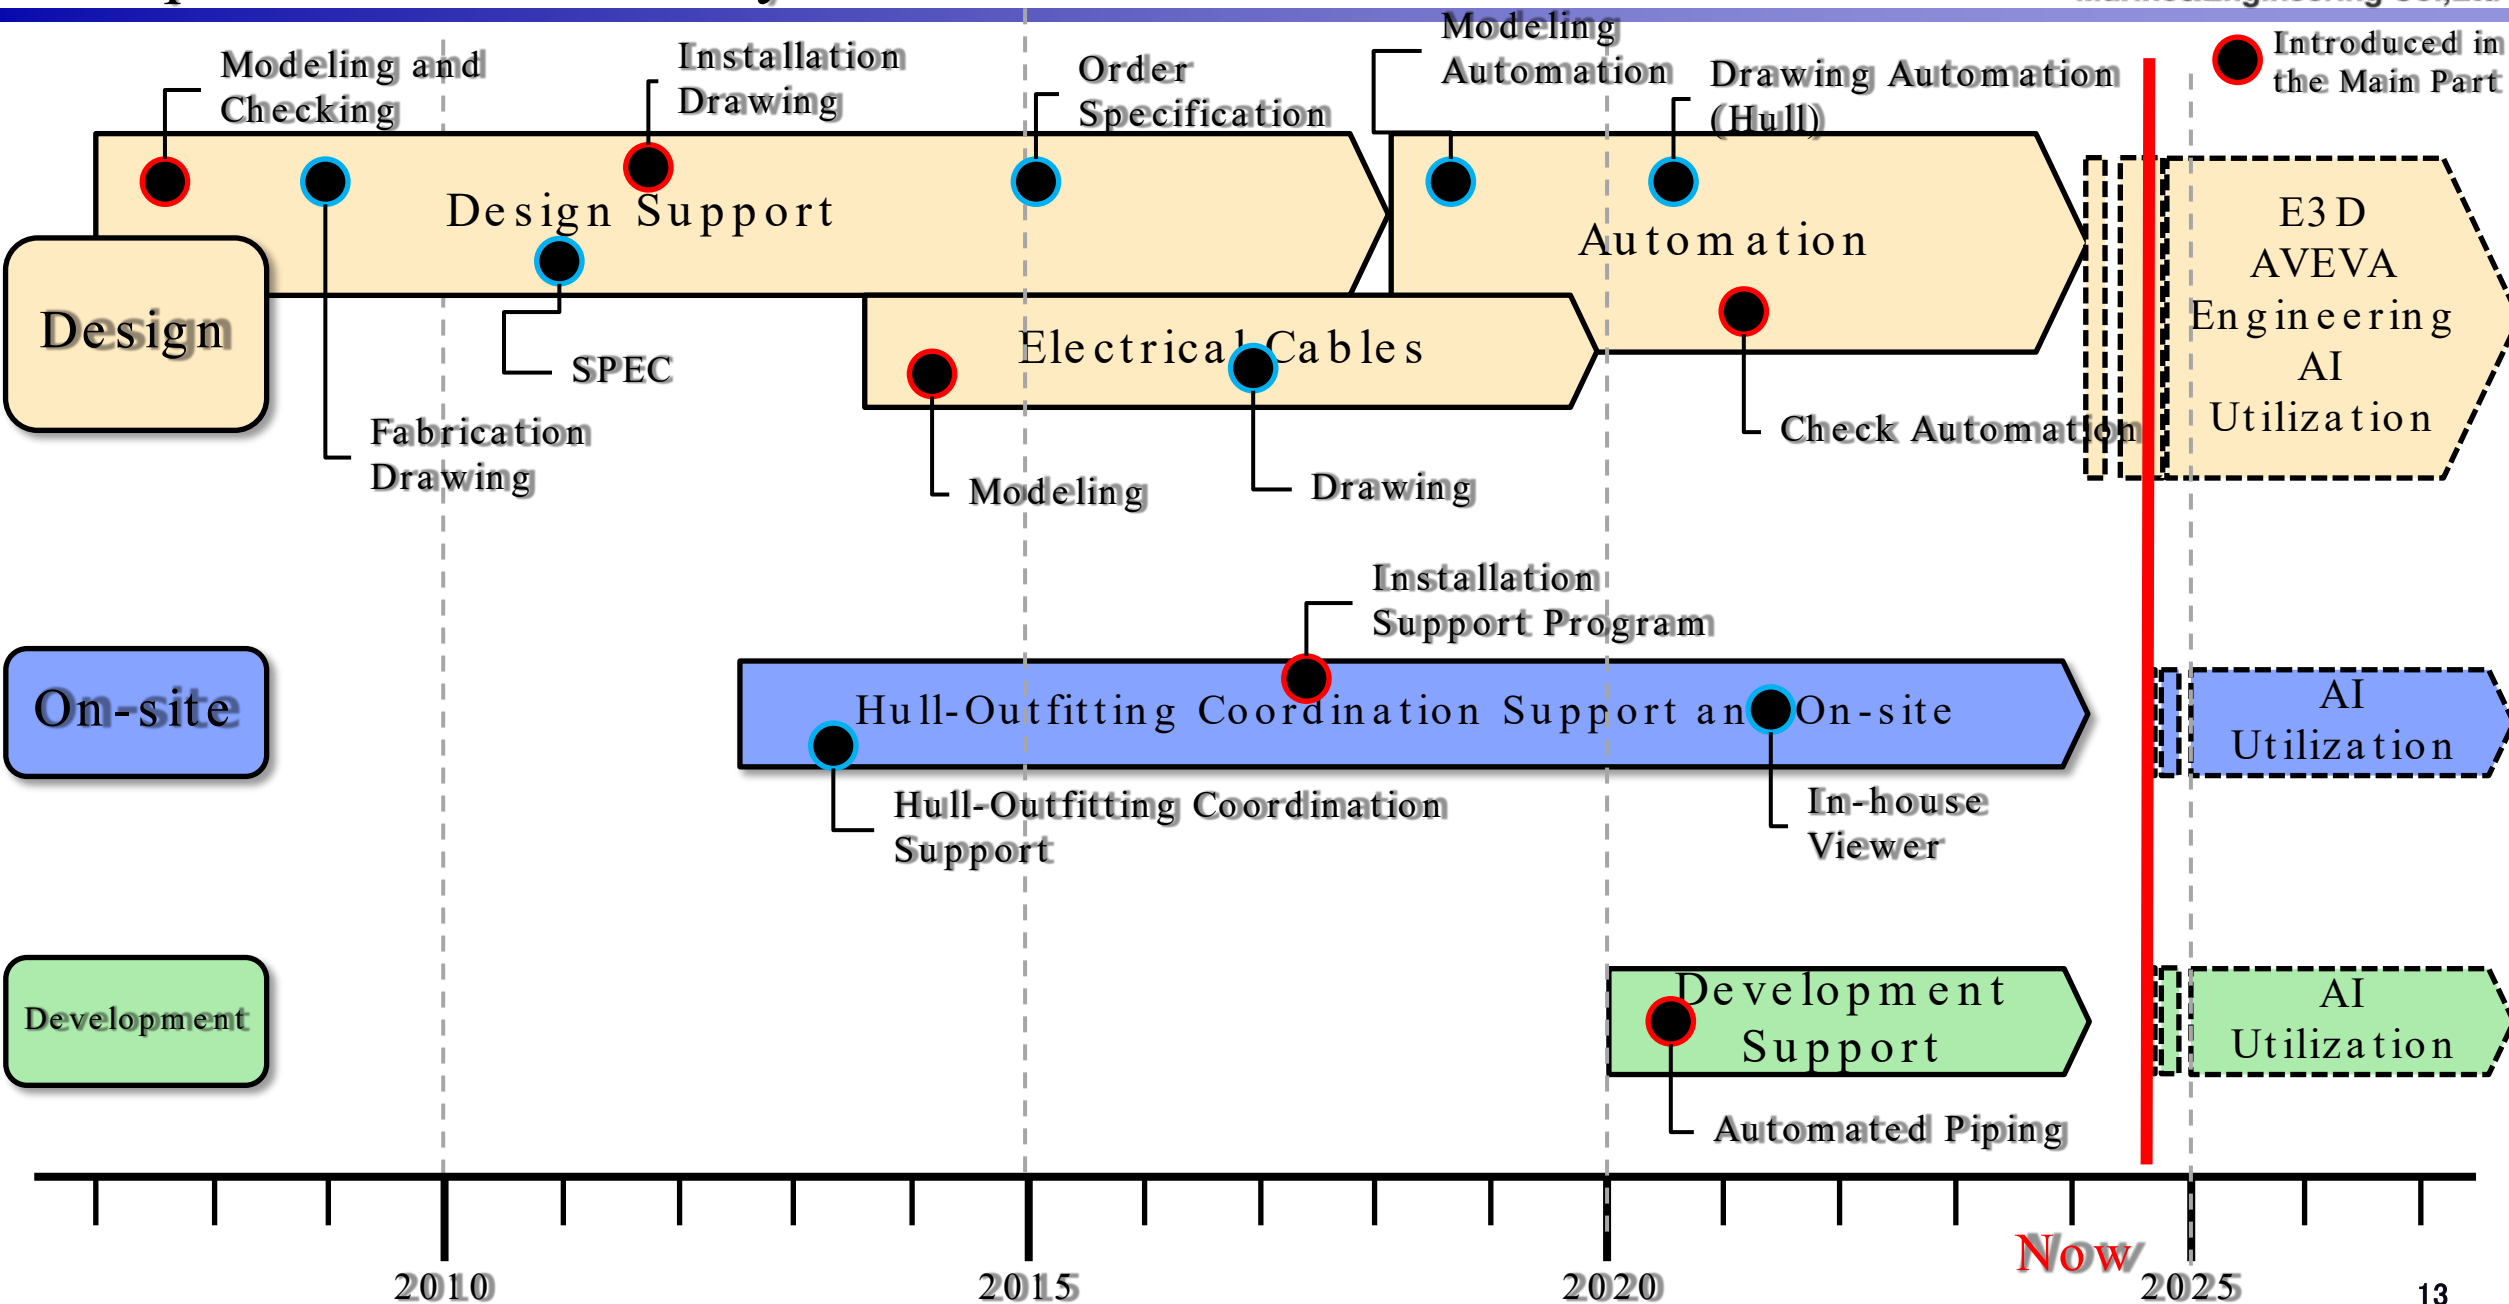 Modeling and
Checking
Installation
Drawing
Order
Specification
Modeling
Automation
Drawing Automation
(Hull)
Introduced in
the Main Part
Design Support
Automation
E3D
AVEVA
Engineering
AI
Utilization
Design
SPEC
Electrical Cables
Fabrication
Drawing
Modeling
Drawing
Check Automation
Installation
Support Program
On-site
Hull-Outfitting Coordination Support an On-site
AI
Utilization
Hull-Outfitting Coordination
Support
In-house
Viewer
Development
Development
Support
AI
Utilization
Automated Piping
Now
2010
2015
2020
2025
13